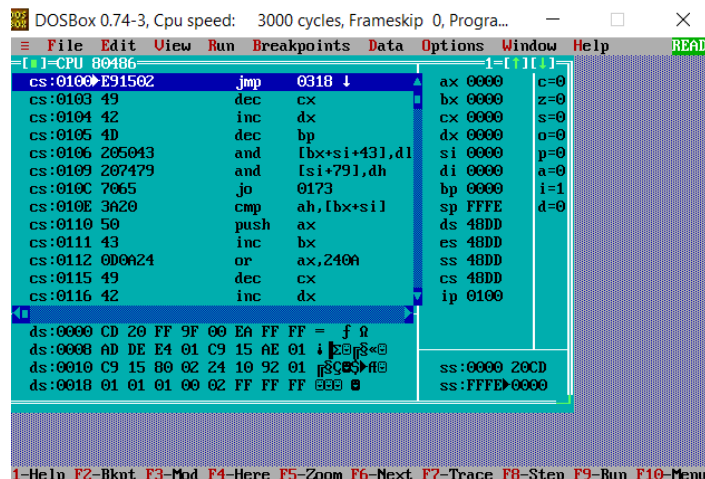 DOSBox 0.74-3, Cpu speed: 3000 cycles, Frameskip 0, Progra...
≡ File Edit View Run Breakpoints Data Options Window Help READ
[■]=CPU 80486 1=[↑][↓]
cs:0100►E91502 jmp 0318 ↓ ax 0000 c=0
cs:0103 49 dec cx bx 0000 z=0
cs:0104 42 inc dx cx 0000 s=0
cs:0105 4D dec bp dx 0000 o=0
cs:0106 205043 and [bx+si+43],dl si 0000 p=0
cs:0109 207479 and [si+79],dh di 0000 a=0
cs:010C 7065 jo 0173 bp 0000 i=1
cs:010E 3A20 cmp ah,[bx+si] sp FFFE d=0
cs:0110 50 push ax ds 48DD
cs:0111 43 inc bx es 48DD
cs:0112 0D0A24 or ax,240A ss 48DD
cs:0115 49 dec cx cs 48DD
cs:0116 42 inc dx ip 0100
ds:0000 CD 20 FF 9F 00 EA FF FF = ƒ Ω
ds:0008 AD DE E4 01 C9 15 AE 01
ds:0010 C9 15 80 02 24 10 92 01 ss:0000 20CD
ds:0018 01 01 01 00 02 FF FF FF ss:FFFE►0000
1-Help F2-Bkpt F3-Mod F4-Here F5-Zoom F6-Next F7-Trace F8-Step F9-Run F10-Menu